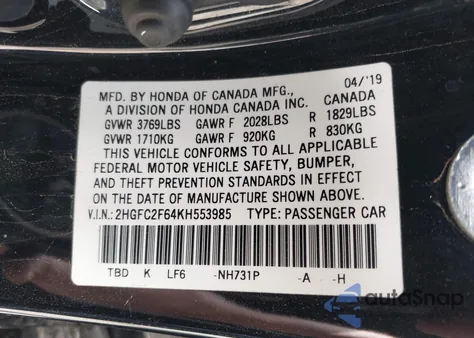 MFD. BY HONDA OF CANADA MFG., 04/19
A DIVISION OF HONDA CANADA INC. CANADA
GVWR 3769LBS GAWR F 2028LBS R 1829LBS
GVWR 1710KG GAWR F 920KG R 830KG
THIS VEHICLE CONFORMS TO ALL APPLICABLE
FEDERAL MOTOR VEHICLE SAFETY, BUMPER,
AND THEFT PREVENTION STANDARDS IN EFFECT
ON THE DATE OF MANUFACTURE SHOWN ABOVE.
V.I.N.: 2HGFC2F64KH553985 TYPE: PASSENGER CAR
TBD K LF6 -NH731P -A -H
autoSnap